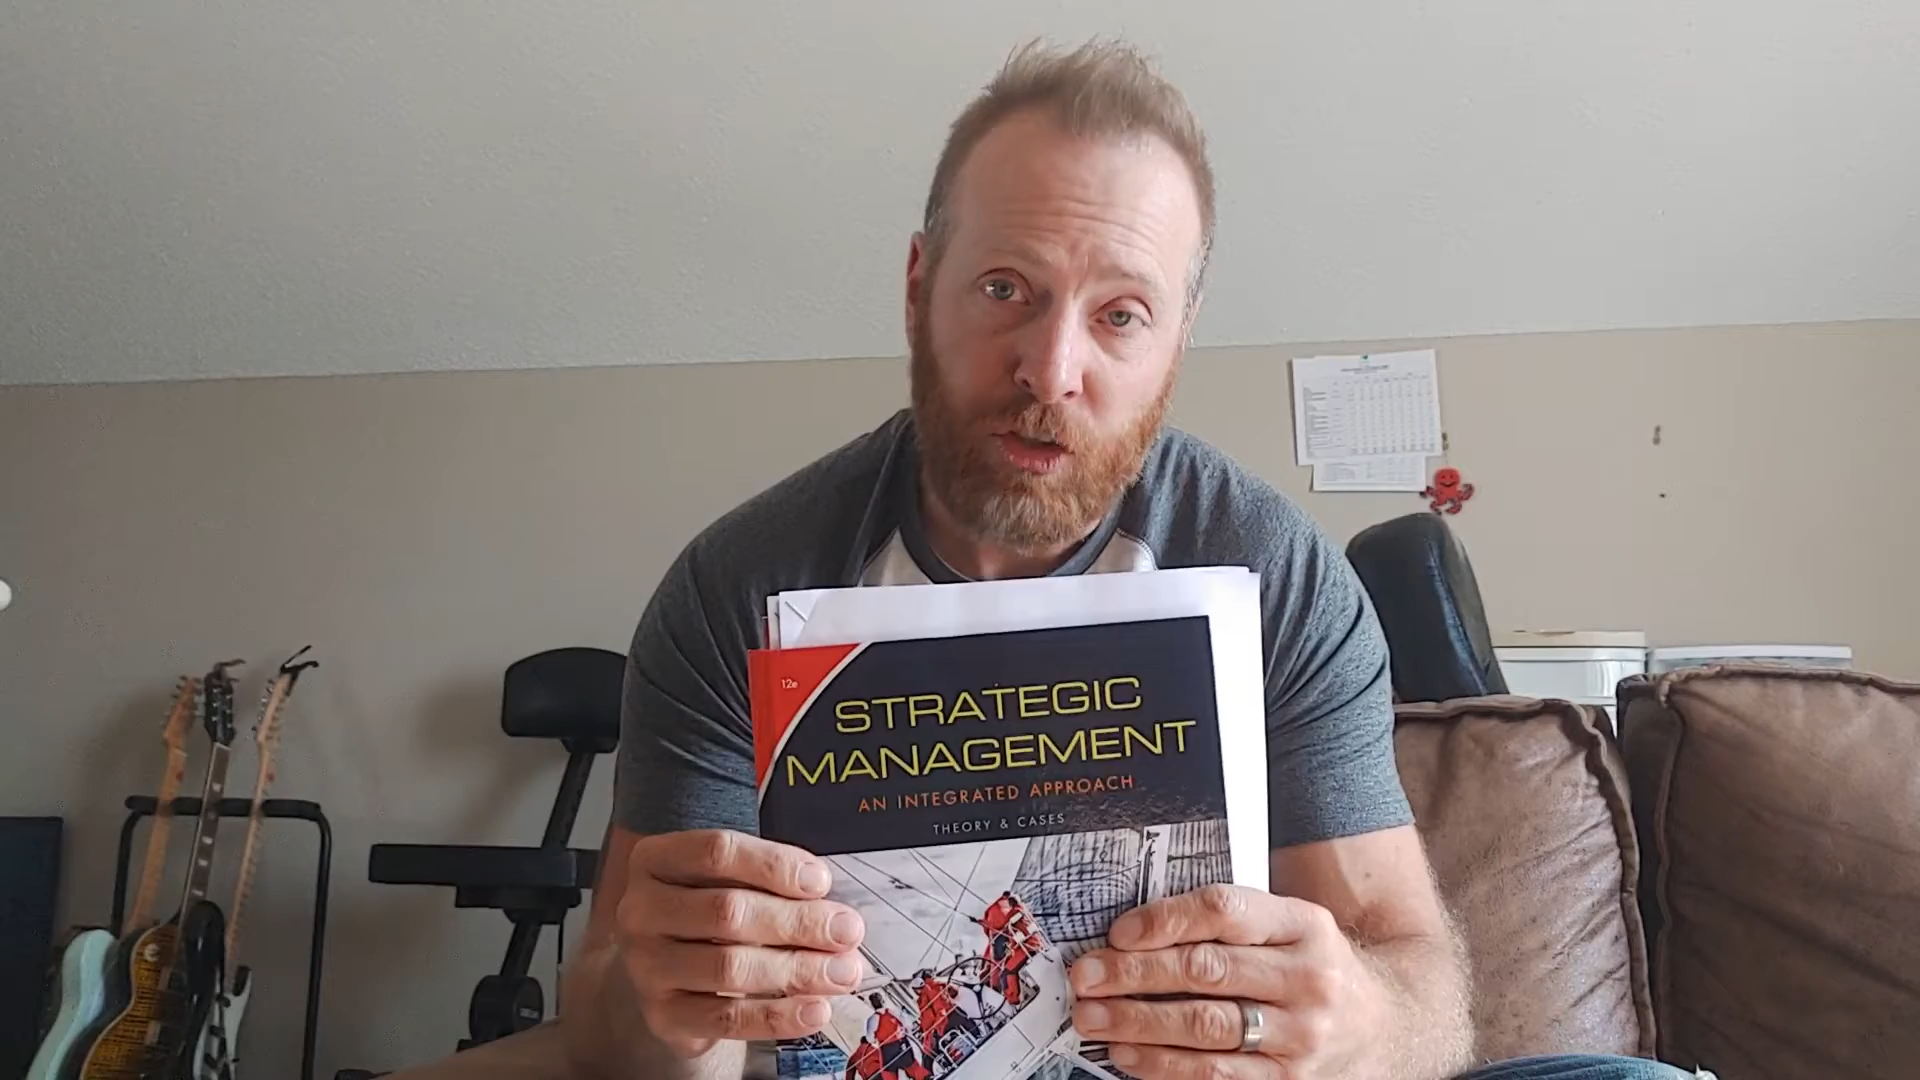 12e
STRATEGIC
MANAGEMENT
AN INTEGRATED APPROACH
THEORY & CASES